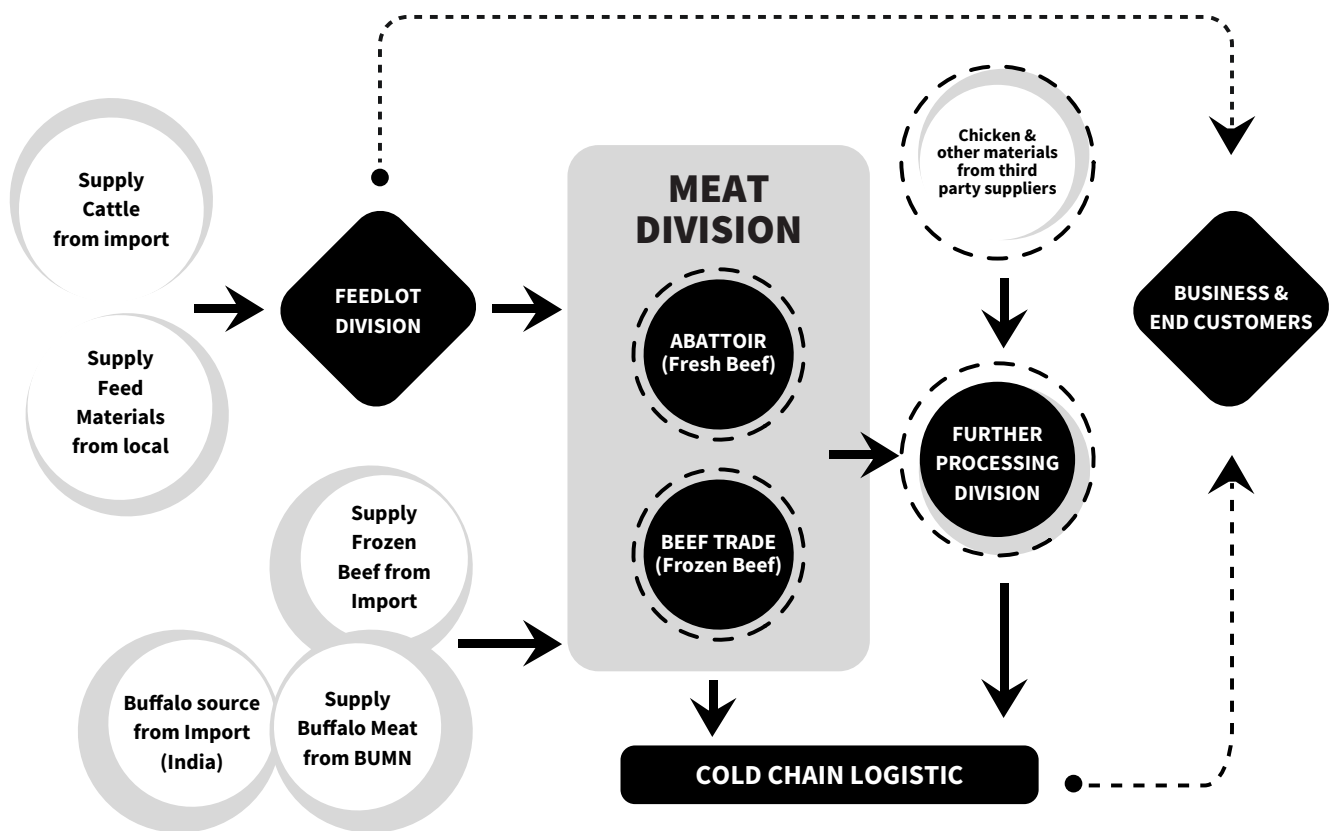 Supply
Cattle
from import
Supply
Feed
Materials
from local
FEEDLOT
DIVISION
Supply
Frozen
Beef from
Import
Buffalo source
from Import
(India)
Supply
Buffalo Meat
from BUMN
MEAT
DIVISION
ABATTOIR
(Fresh Beef)
BEEF TRADE
(Frozen Beef)
Chicken &
other materials
from third
party suppliers
FURTHER
PROCESSING
DIVISION
COLD CHAIN LOGISTIC
BUSINESS &
END CUSTOMERS